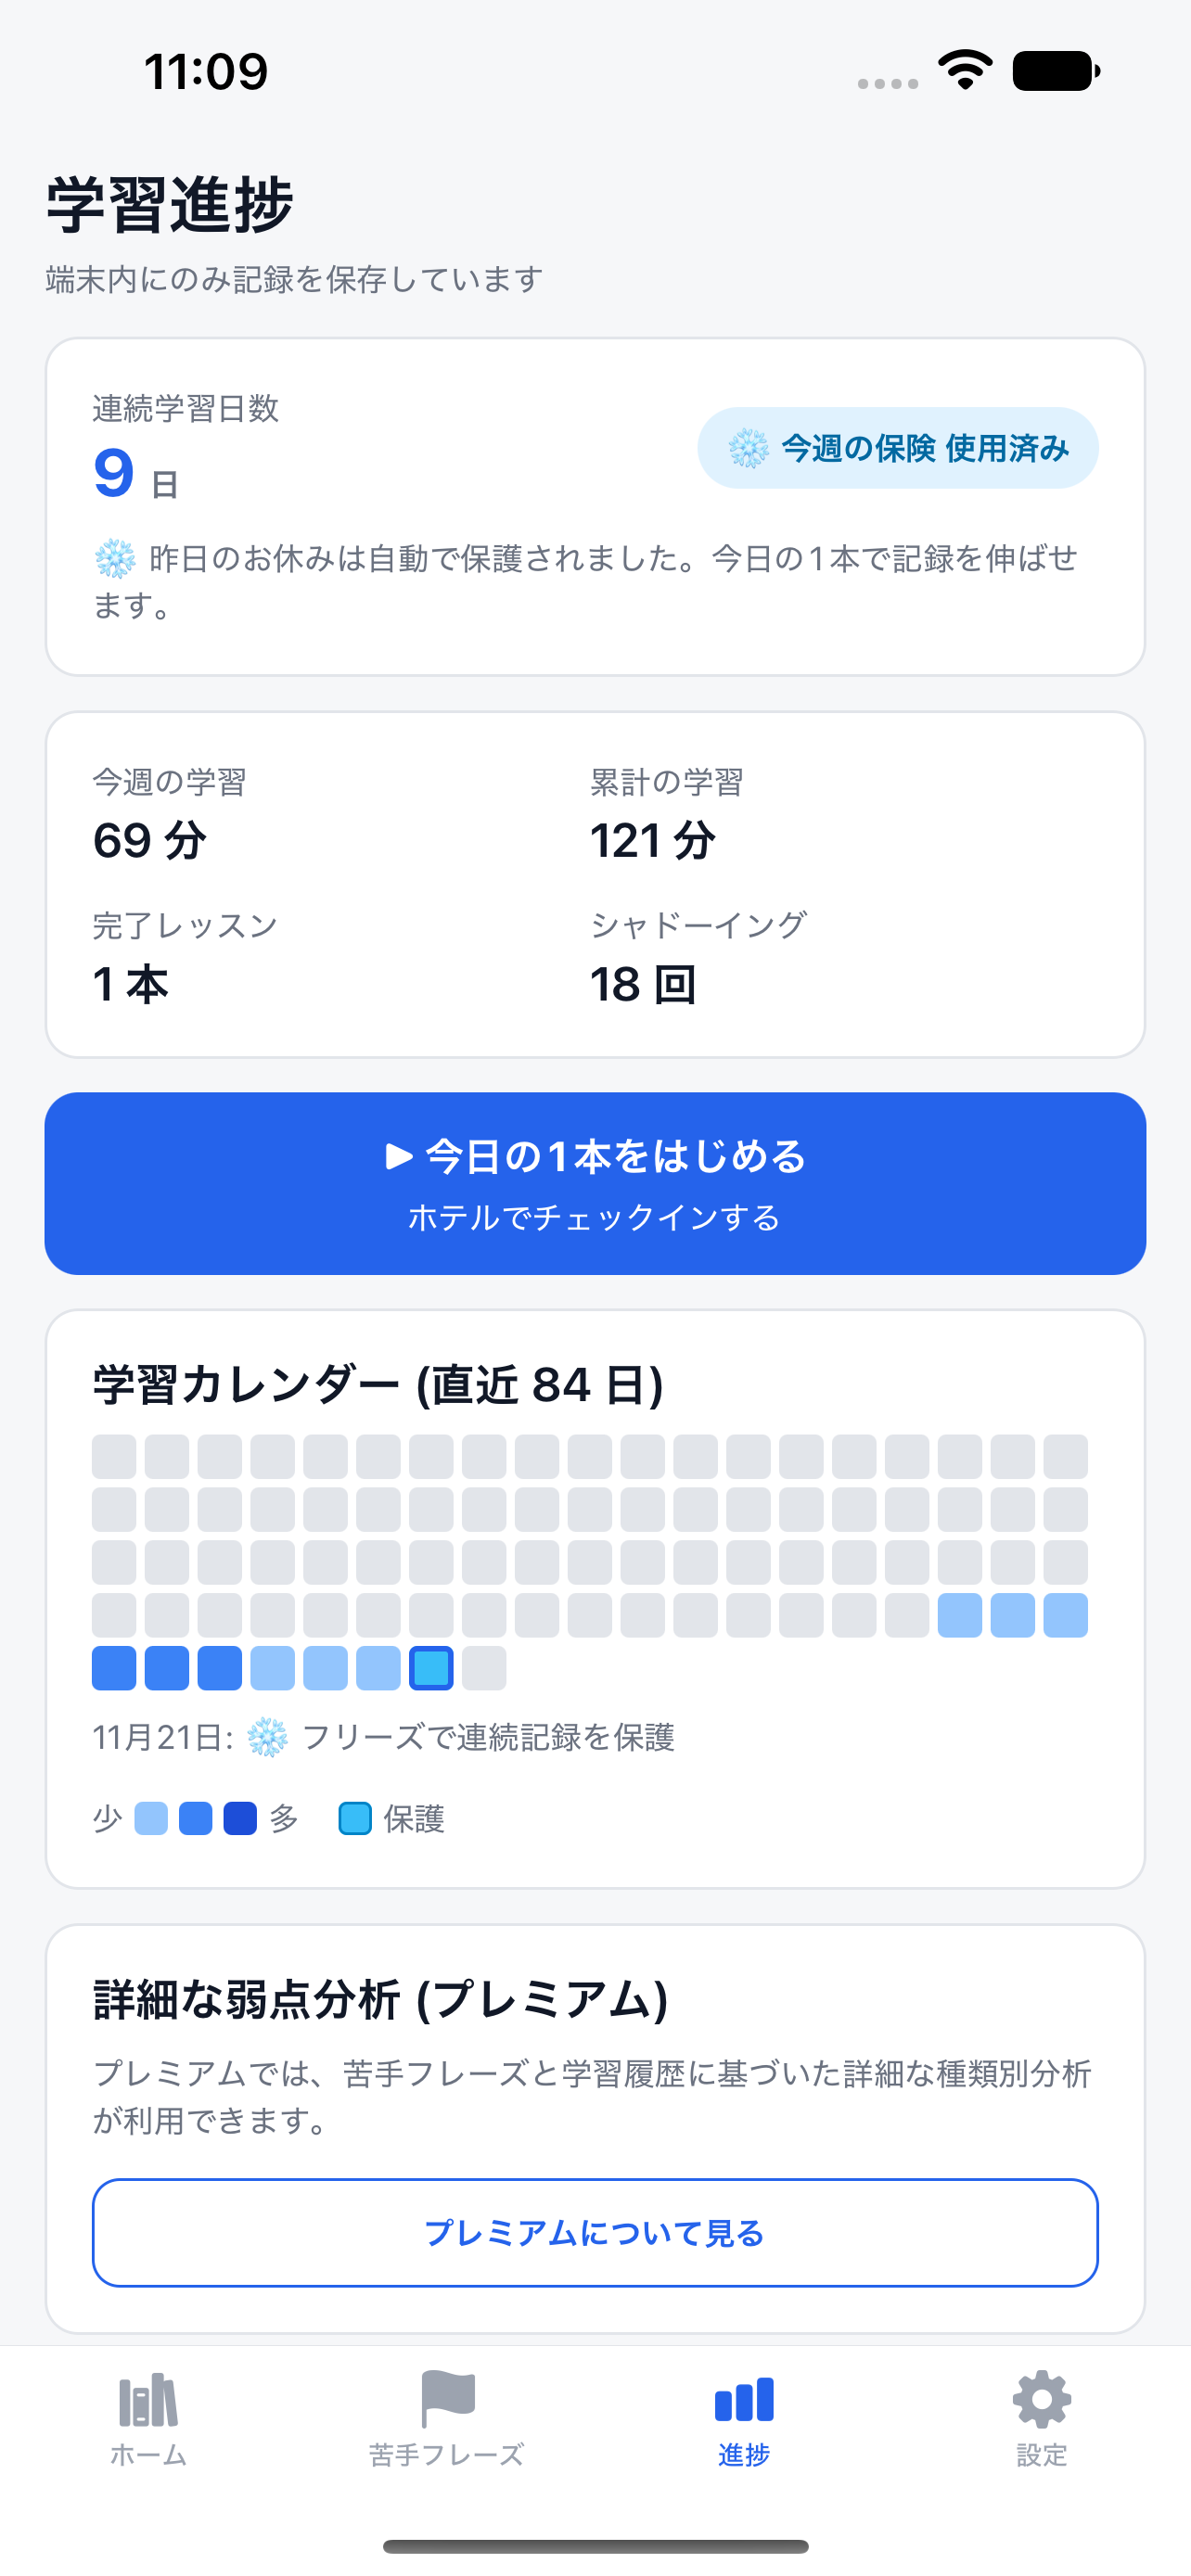 11:09
学習進捗
端末内にのみ記録を保存しています
連続学習日数
9 日
今週の保険 使用済み
昨日のお休みは自動で保護されました。今日の1本で記録を伸ばせ
ます。
今週の学習
69 分
累計の学習
121 分
完了レッスン
1 本
シャドーイング
18 回
今日の1本をはじめる
ホテルでチェックインする
学習カレンダー (直近 84 日)
11月21日: フリーズで連続記録を保護
少 多 保護
詳細な弱点分析 (プレミアム)
プレミアムでは、苦手フレーズと学習履歴に基づいた詳細な種類別分析
が利用できます。
プレミアムについて見る
ホーム
苦手フレーズ
進捗
設定